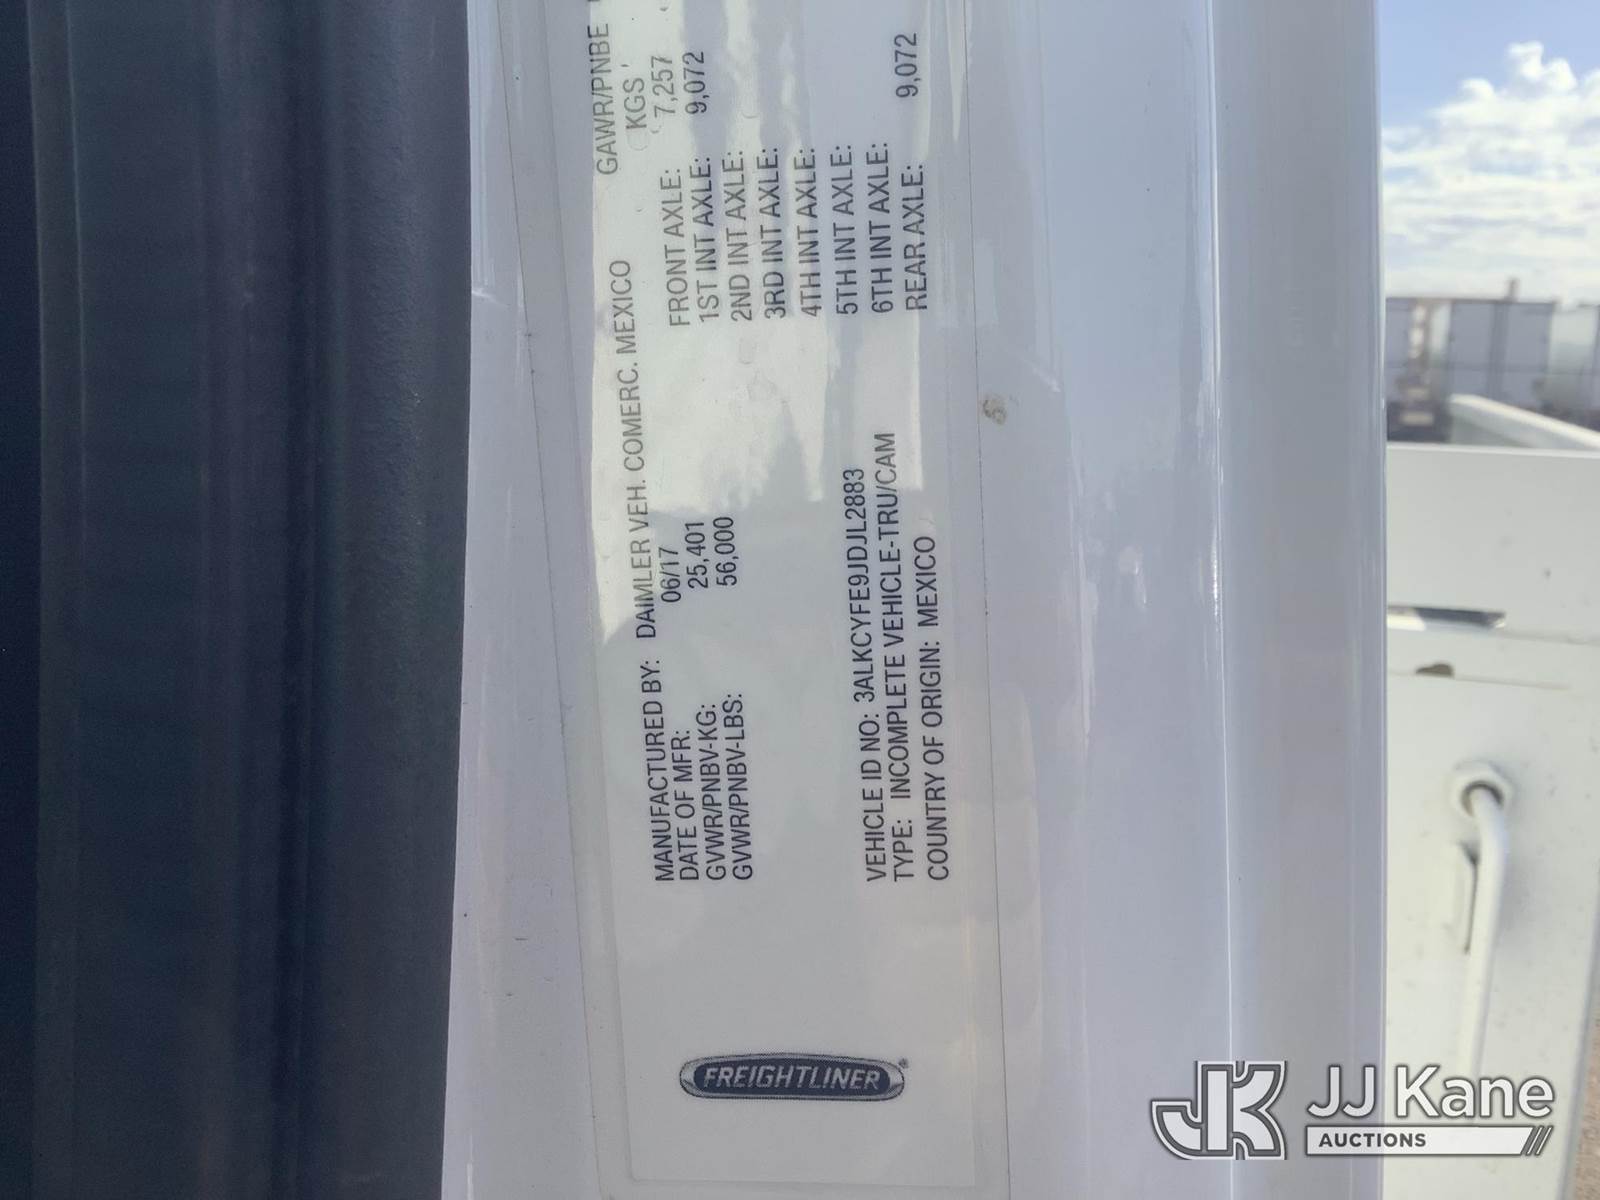 GAWR/PNBE
KGS
MANUFACTURED BY: DAIMLER VEH. COMERC. MEXICO
DATE OF MFR: 06/17
GVWR/PNBV-KG: 25,401
GVWR/PNBV-LBS: 56,000
FRONT AXLE: 7,257
1ST INT AXLE: 9,072
2ND INT AXLE:
3RD INT AXLE:
4TH INT AXLE:
5TH INT AXLE:
6TH INT AXLE:
REAR AXLE: 9,072
VEHICLE ID NO: 3ALKCYFE9JDJL2883
TYPE: INCOMPLETE VEHICLE-TRU/CAM
COUNTRY OF ORIGIN: MEXICO
FREIGHTLINER®
JK JJ Kane
AUCTIONS